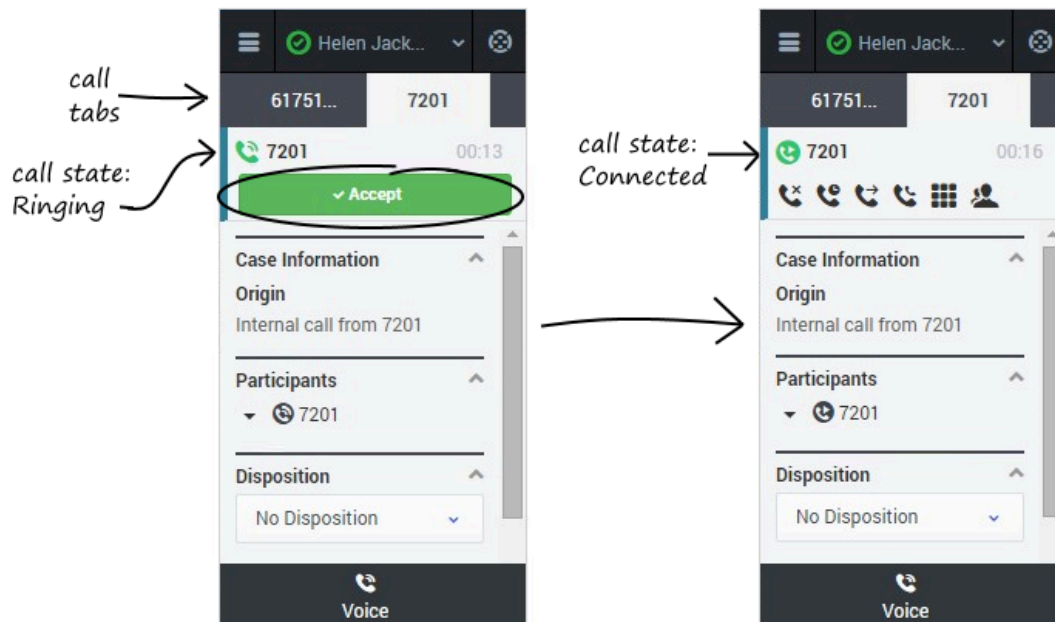 Helen Jack...
call
tabs
61751...
7201
7201
00:13
call state:
Ringing
Accept
Case Information
Origin
Internal call from 7201
Participants
7201
Disposition
No Disposition
Voice
Helen Jack...
61751...
7201
call state:
Connected
7201
00:16
Case Information
Origin
Internal call from 7201
Participants
7201
Disposition
No Disposition
Voice